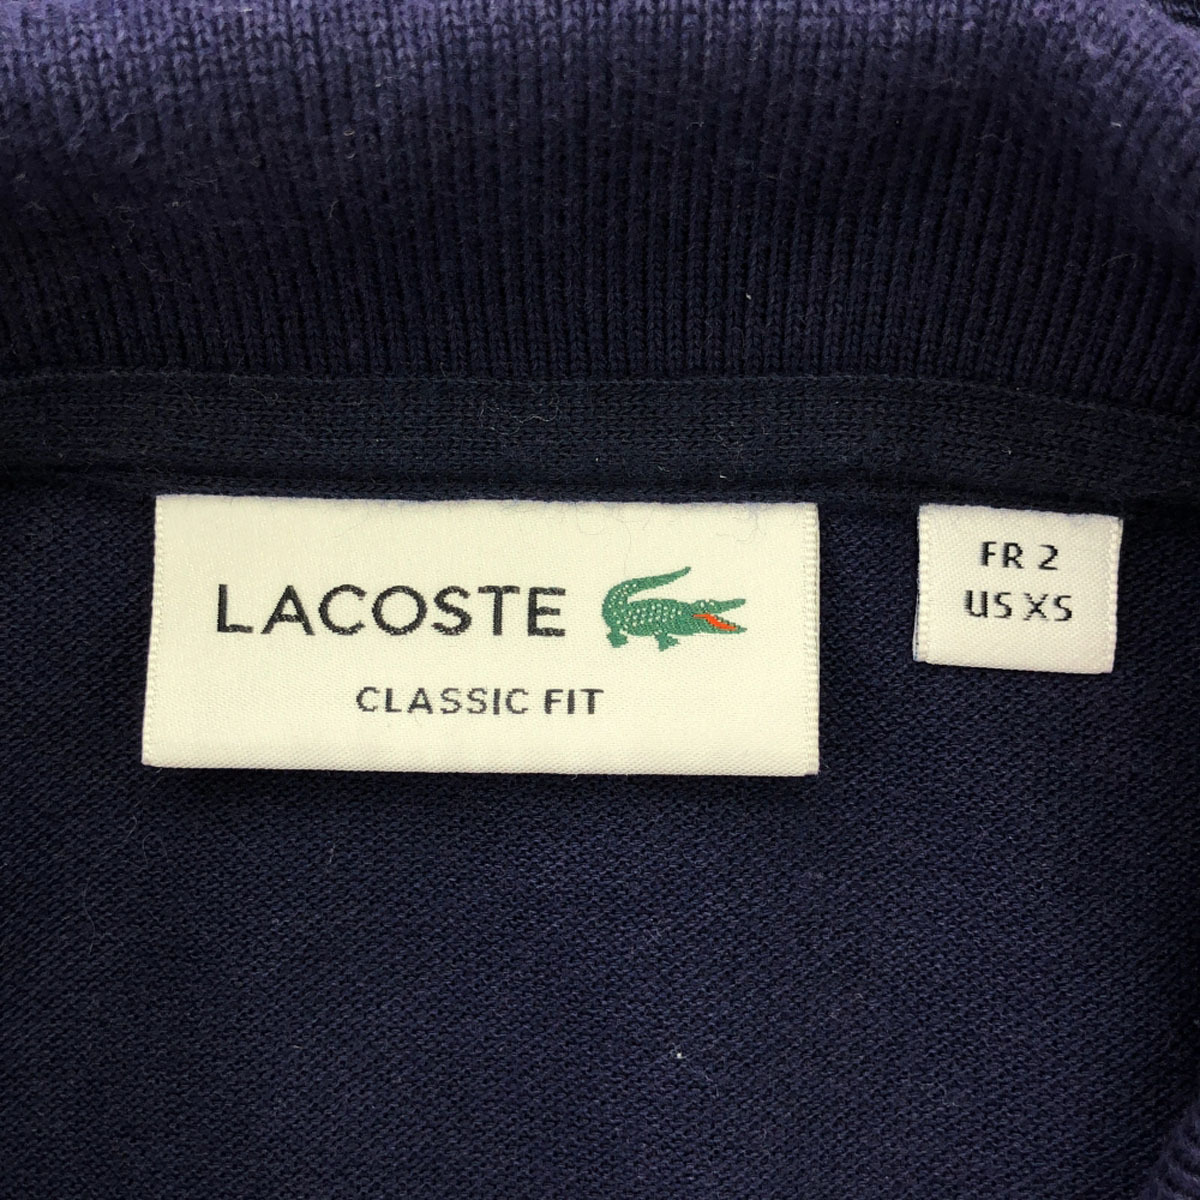 LACOSTE
CLASSIC FIT
FR 2
US XS